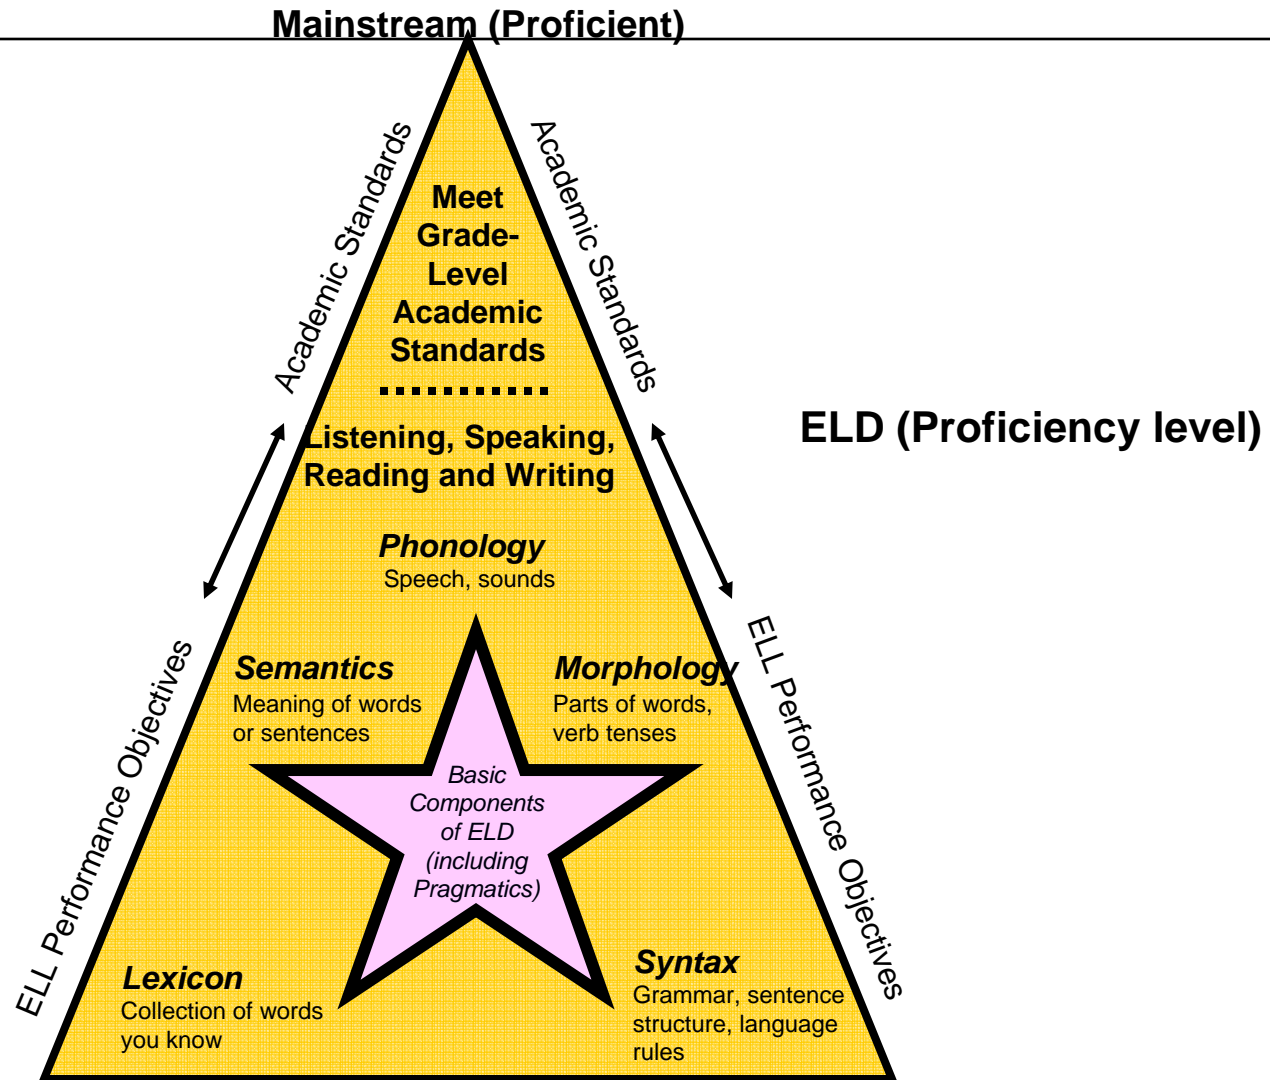 Mainstream (Proficient)
Academic Standards
Academic Standards
Meet
Grade-
Level
Academic
Standards
Listening, Speaking,
Reading and Writing
ELD (Proficiency level)
Phonology
Speech, sounds
ELL Performance Objectives
ELL Performance Objectives
Semantics
Meaning of words
or sentences
Morphology
Parts of words,
verb tenses
Basic
Components
of ELD
(including
Pragmatics)
Lexicon
Collection of words
you know
Syntax
Grammar, sentence
structure, language
rules